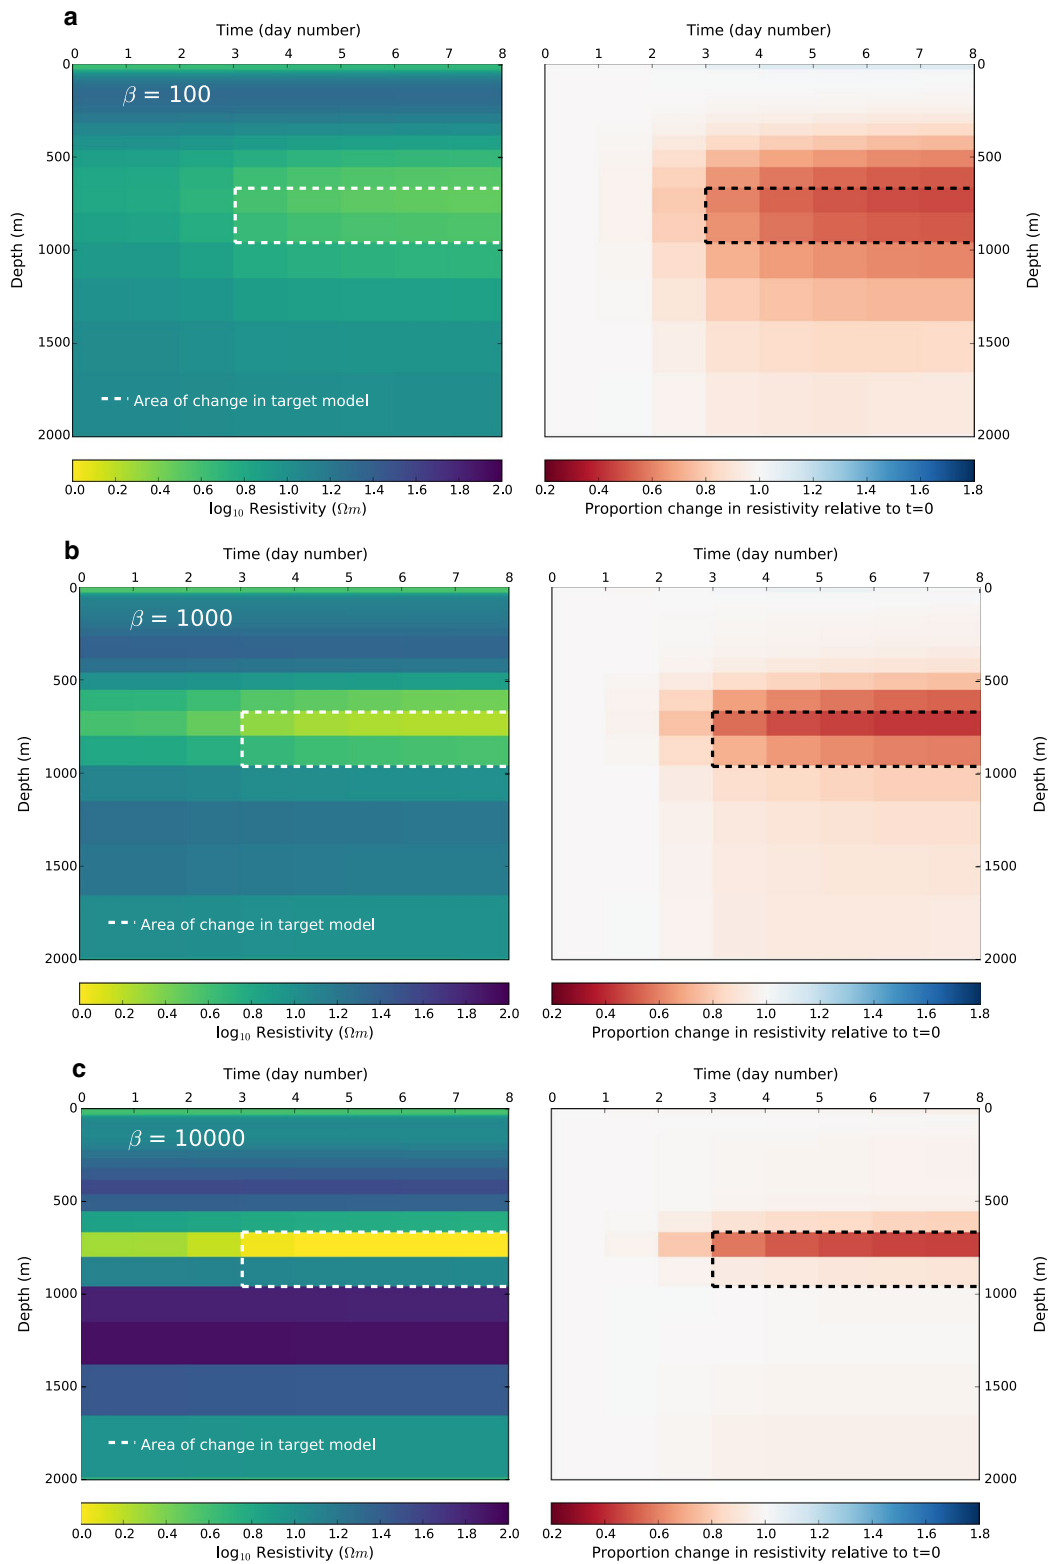 a
Time (day number)
Time (day number)
0 1 2 3 4 5 6 7 8
0 1 2 3 4 5 6 7 8
0
500
1000
1500
2000
Depth (m)
β = 100
Area of change in target model
0
500
1000
1500
2000
Depth (m)
0.0 0.2 0.4 0.6 0.8 1.0 1.2 1.4 1.6 1.8 2.0
log₁₀ Resistivity (Ωm)
0.2 0.4 0.6 0.8 1.0 1.2 1.4 1.6 1.8
Proportion change in resistivity relative to t=0
b
Time (day number)
Time (day number)
0 1 2 3 4 5 6 7 8
0 1 2 3 4 5 6 7 8
0
500
1000
1500
2000
Depth (m)
β = 1000
Area of change in target model
0
500
1000
1500
2000
Depth (m)
0.0 0.2 0.4 0.6 0.8 1.0 1.2 1.4 1.6 1.8 2.0
log₁₀ Resistivity (Ωm)
0.2 0.4 0.6 0.8 1.0 1.2 1.4 1.6 1.8
Proportion change in resistivity relative to t=0
c
Time (day number)
Time (day number)
0 1 2 3 4 5 6 7 8
0 1 2 3 4 5 6 7 8
0
500
1000
1500
2000
Depth (m)
β = 10000
Area of change in target model
0
500
1000
1500
2000
Depth (m)
0.0 0.2 0.4 0.6 0.8 1.0 1.2 1.4 1.6 1.8 2.0
log₁₀ Resistivity (Ωm)
0.2 0.4 0.6 0.8 1.0 1.2 1.4 1.6 1.8
Proportion change in resistivity relative to t=0